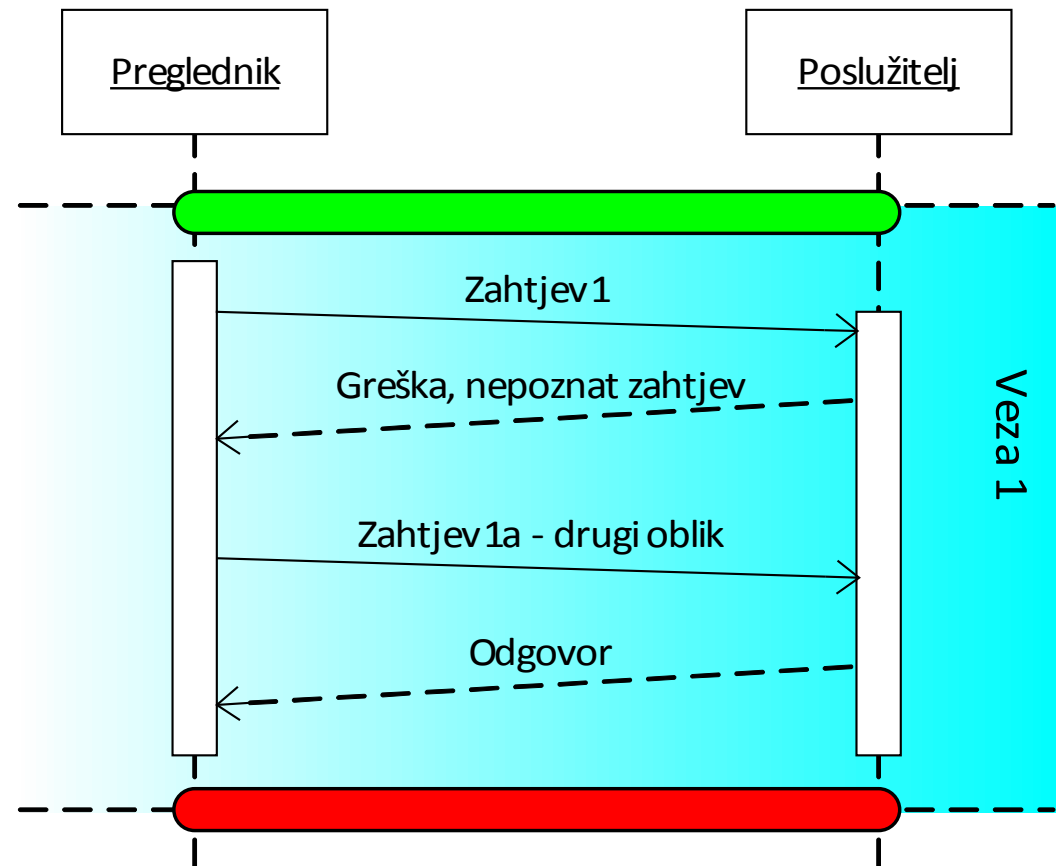 Preglednik
Poslužitelj
Zahtjev 1
Greška, nepoznat zahtjev
Veza 1
Zahtjev 1a - drugi oblik
Odgovor